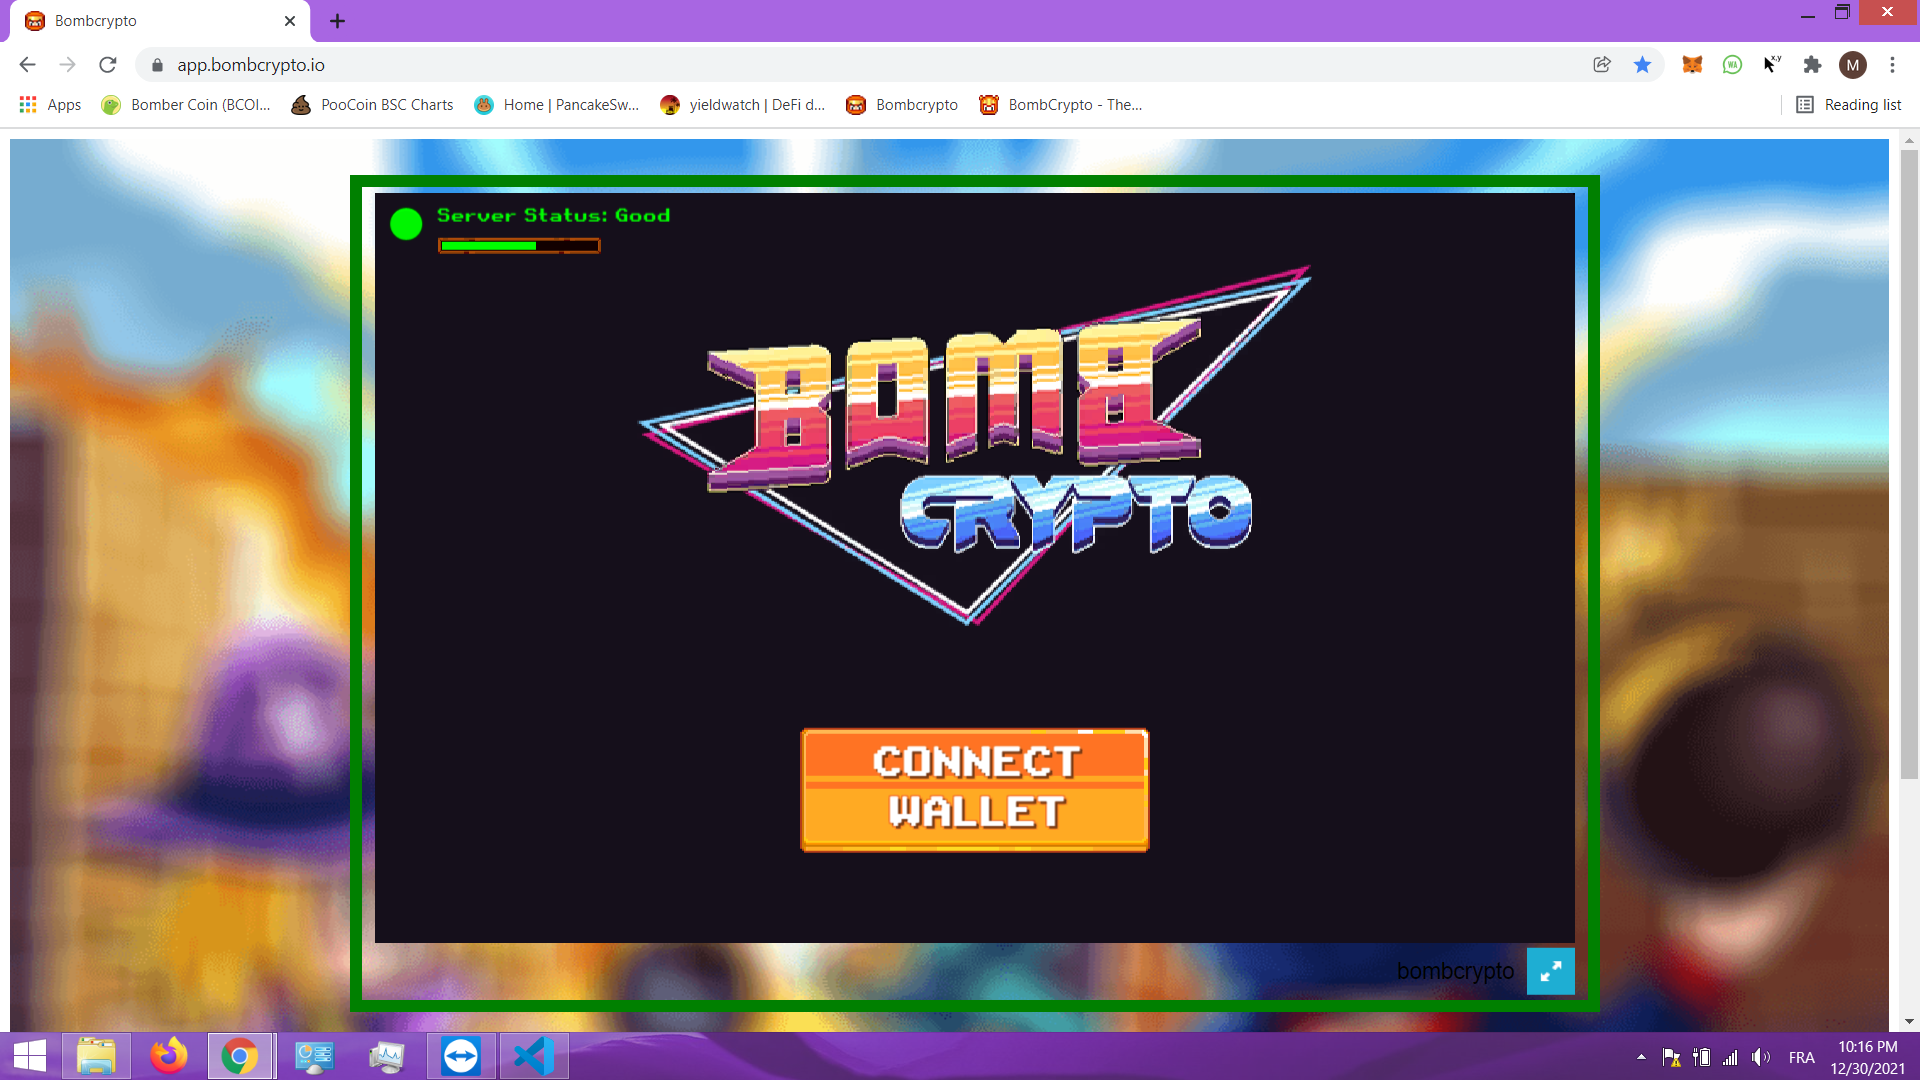 Bombcrypto
app.bombcrypto.io
M
Apps
Bomber Coin (BCOI...
PooCoin BSC Charts
Home | PancakeSw...
yieldwatch | DeFi d...
Bombcrypto
BombCrypto - The...
Reading list
Server Status: Good
BOMB
CRYPTO
CONNECT
WALLET
bombcrypto
FRA
10:16 PM
12/30/2021